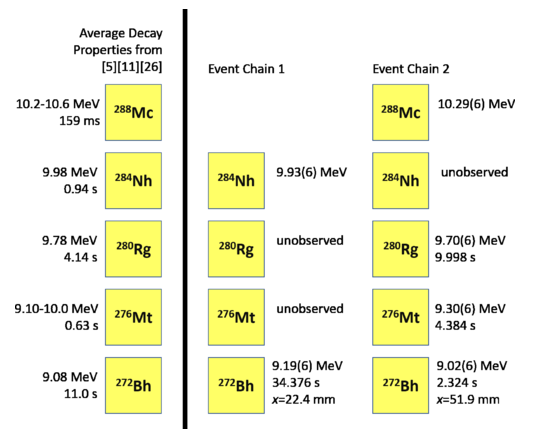 Average Decay
Properties from
[5][11][26]
Event Chain 1
Event Chain 2
10.2-10.6 MeV
159 ms
²⁸⁸Mc
²⁸⁸Mc
10.29(6) MeV
9.98 MeV
0.94 s
²⁸⁴Nh
²⁸⁴Nh
9.93(6) MeV
²⁸⁴Nh
unobserved
9.78 MeV
4.14 s
²⁸⁰Rg
²⁸⁰Rg
unobserved
²⁸⁰Rg
9.70(6) MeV
9.998 s
9.10-10.0 MeV
0.63 s
²⁷⁶Mt
²⁷⁶Mt
unobserved
²⁷⁶Mt
9.30(6) MeV
4.384 s
9.08 MeV
11.0 s
²⁷²Bh
²⁷²Bh
9.19(6) MeV
34.376 s
x=22.4 mm
²⁷²Bh
9.02(6) MeV
2.324 s
x=51.9 mm